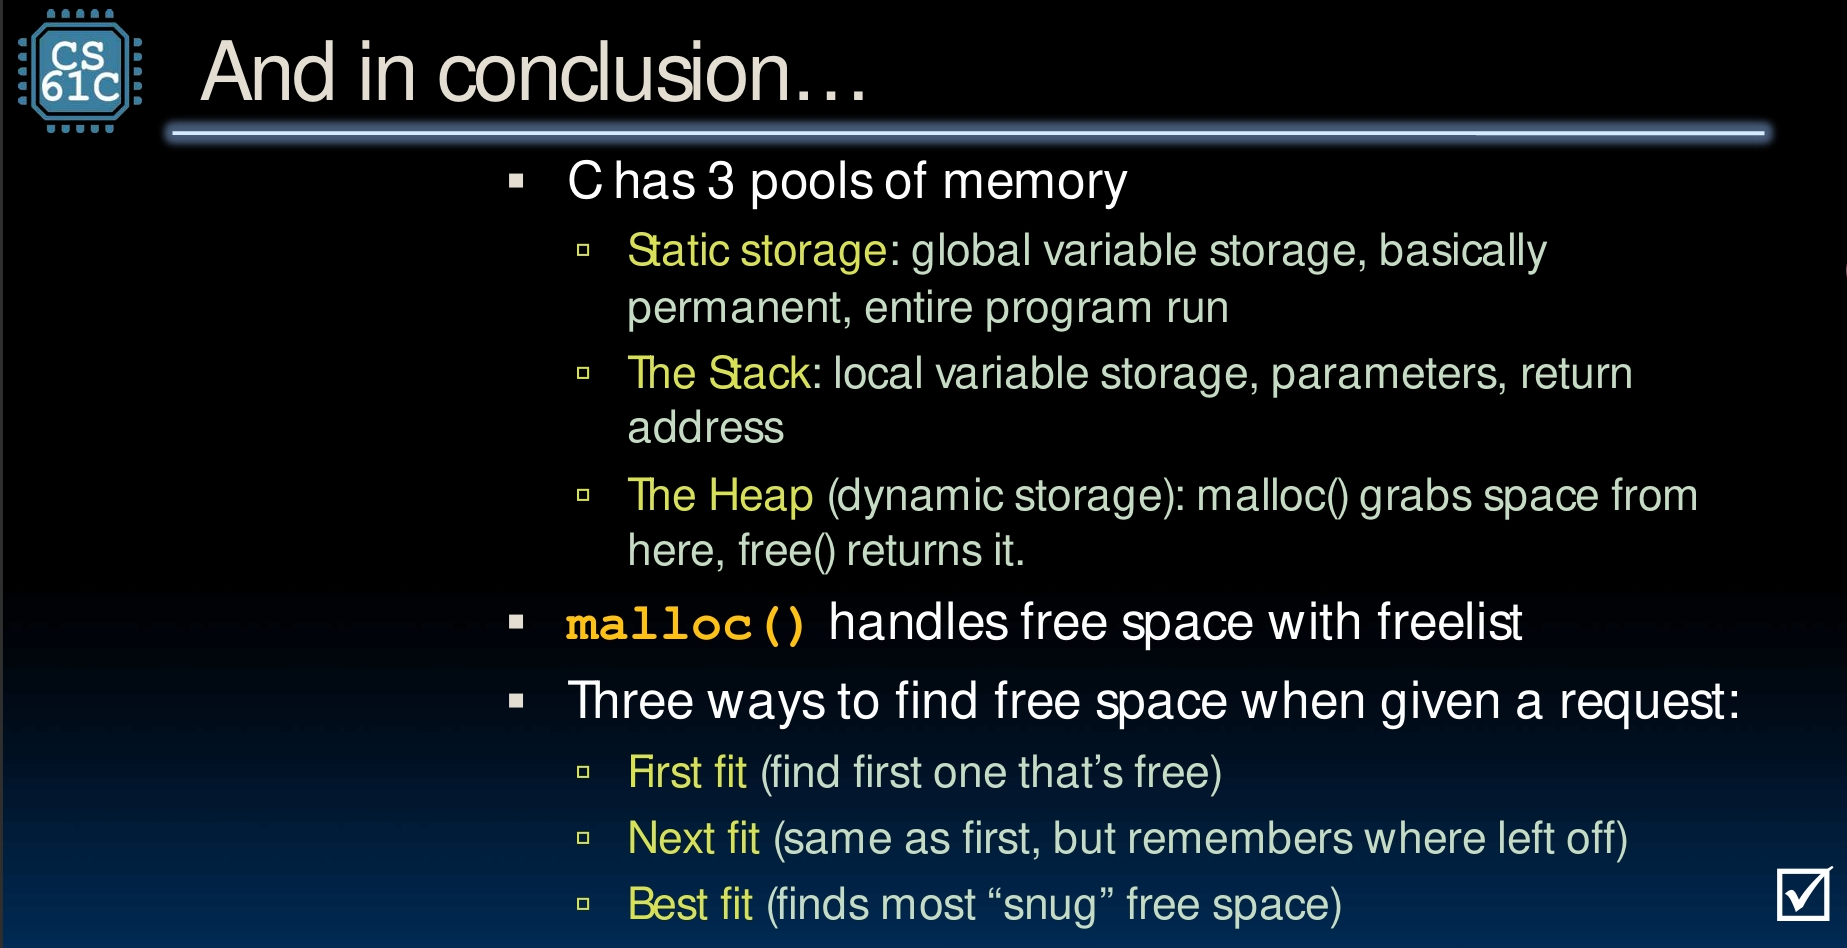 CS
61C
And in conclusion…
▪ C has 3 pools of memory
▫ Static storage: global variable storage, basically
permanent, entire program run
▫ The Stack: local variable storage, parameters, return
address
▫ The Heap (dynamic storage): malloc() grabs space from
here, free() returns it.
▪ malloc() handles free space with freelist
▪ Three ways to find free space when given a request:
▫ First fit (find first one that’s free)
▫ Next fit (same as first, but remembers where left off)
▫ Best fit (finds most “snug” free space)